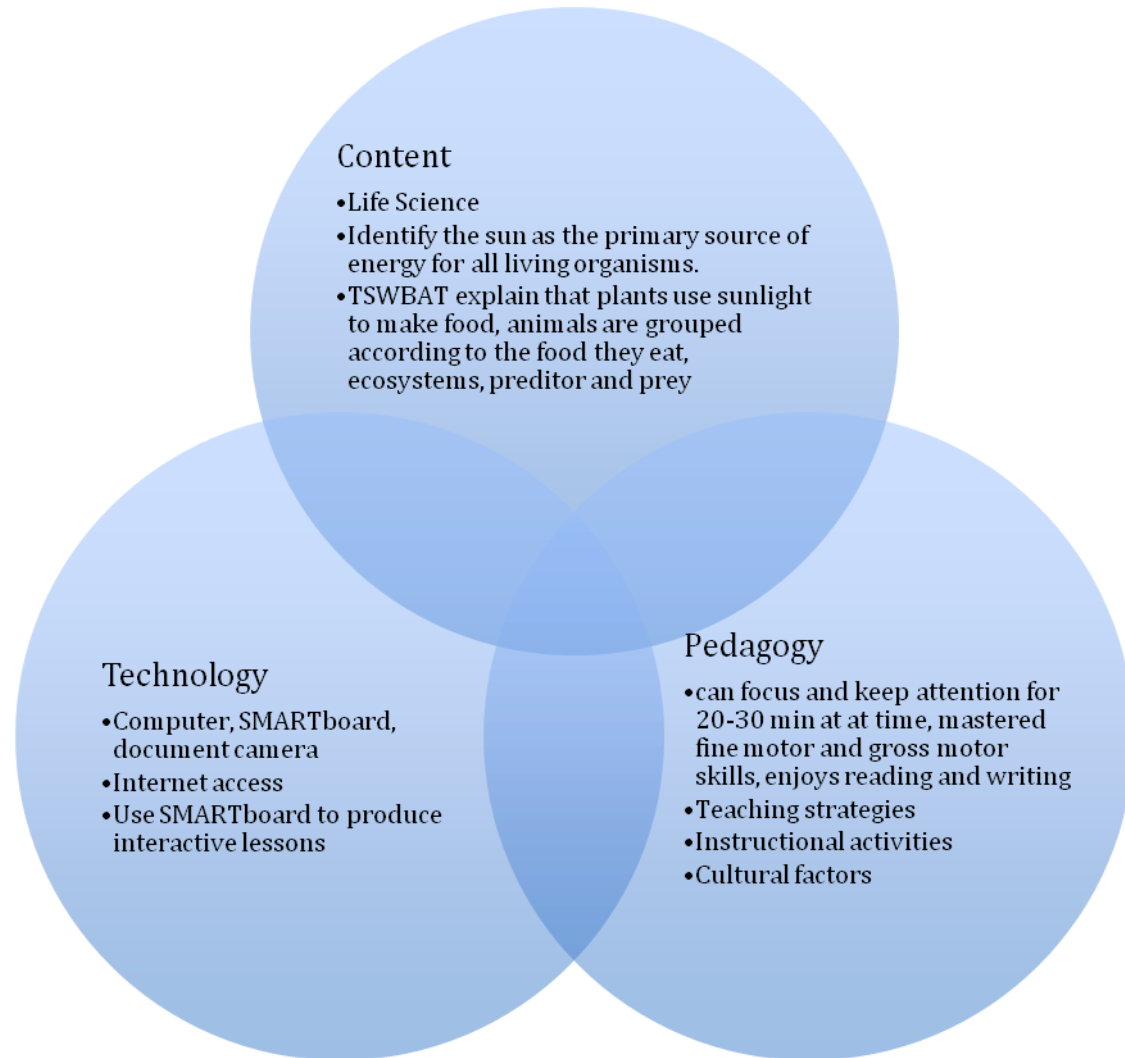 Content
•Life Science
•Identify the sun as the primary source of
energy for all living organisms.
•TSWBAT explain that plants use sunlight
to make food, animals are grouped
according to the food they eat,
ecosystems, preditor and prey
Technology
•Computer, SMARTboard,
document camera
•Internet access
•Use SMARTboard to produce
interactive lessons
Pedagogy
•can focus and keep attention for
20-30 min at at time, mastered
fine motor and gross motor
skills, enjoys reading and writing
•Teaching strategies
•Instructional activities
•Cultural factors